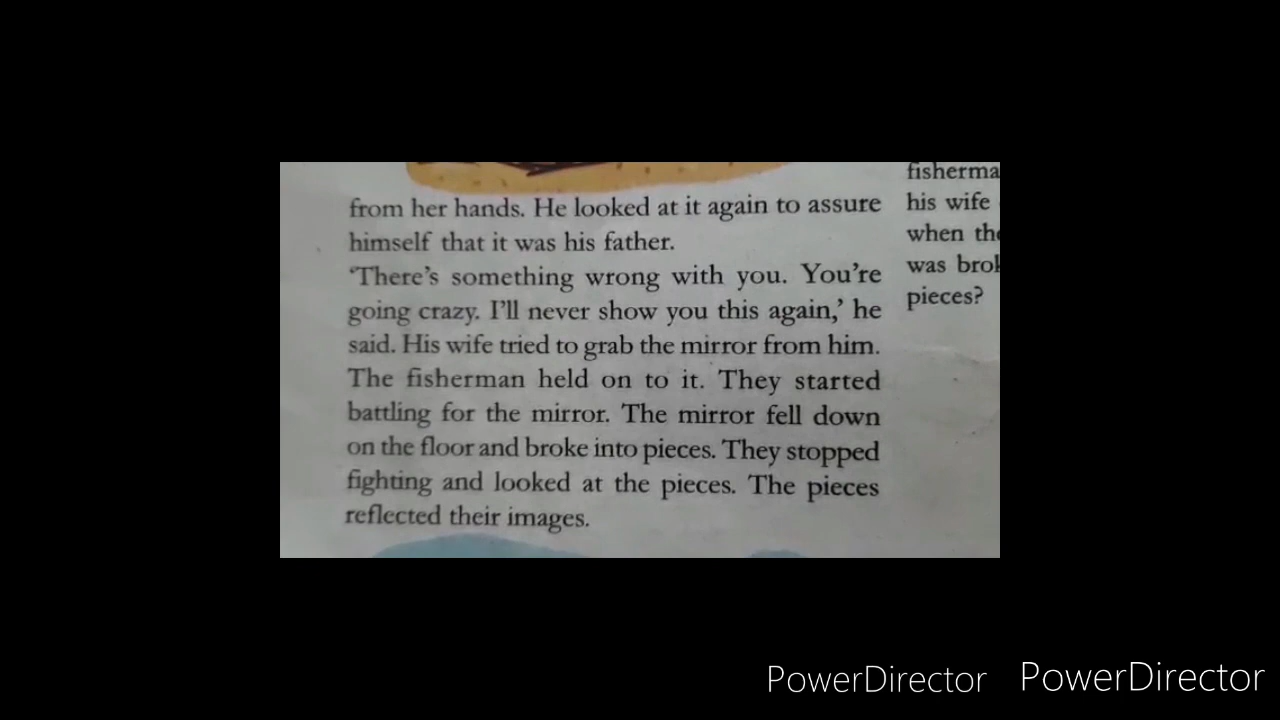 from her hands. He looked at it again to assure
himself that it was his father.
‘There’s something wrong with you. You’re
going crazy. I’ll never show you this again,’ he
said. His wife tried to grab the mirror from him.
The fisherman held on to it. They started
battling for the mirror. The mirror fell down
on the floor and broke into pieces. They stopped
fighting and looked at the pieces. The pieces
reflected their images.
his wife
when
was
pieces?
PowerDirector PowerDirector